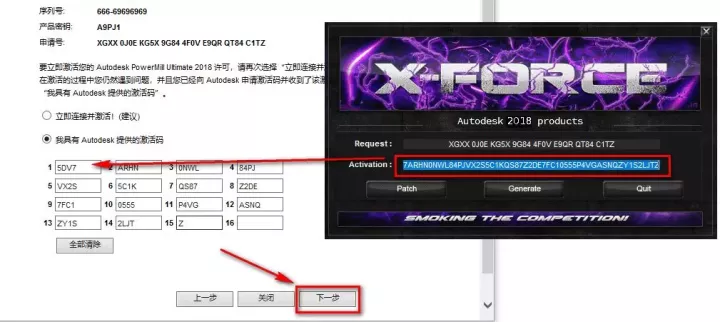 序列号: 666-69696969
产品密钥: A9PJ1
申请号: XGXX 0J0E KG5X 9G84 4F0V E9QR QT84 C1TZ
要立即激活您的 Autodesk PowerMill Ultimate 2018 许可，请再次选择“立即连接并
在激活的过程中您仍然遇到问题，并且您已经向 Autodesk 申请激活码并收到了该激
“我具有 Autodesk 提供的激活码”。
立即连接并激活! (建议)
我具有 Autodesk 提供的激活码
1 5DV7 2 ARHN 3 0NWL 4 84PJ
5 VX2S 6 5C1K 7 QS87 8 Z2DE
9 7FC1 10 0555 11 P4VG 12 ASNQ
13 ZY1S 14 2LJT 15 Z 16
全部清除
上一步 关闭 下一步
X-FORCE
Autodesk 2018 products
Request : XGXX 0J0E KG5X 9G84 4F0V E9QR QT84 C1TZ
Activation : 7ARHN0NWL84PJVX2S5C1KQS87Z2DE7FC10555P4VGASNQZY1S2LJTZ
Patch Generate Quit
SMOKING THE COMPETITION!